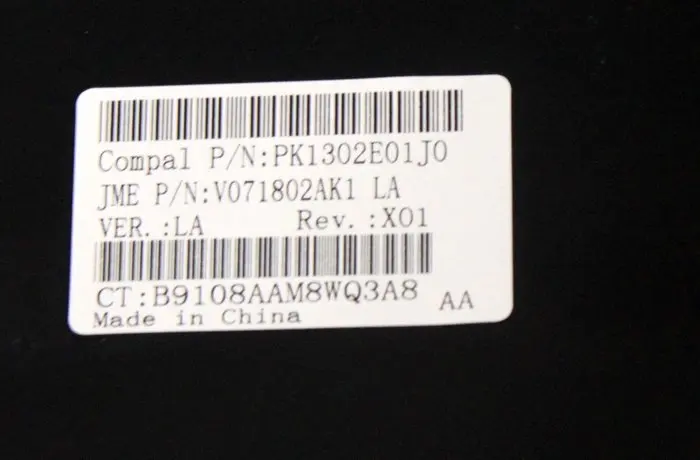 Compal P/N:PK1302E01J0
JME P/N:V071802AK1 LA
VER.:LA Rev.:X01
CT:B9108AAM8WQ3A8 AA
Made in China